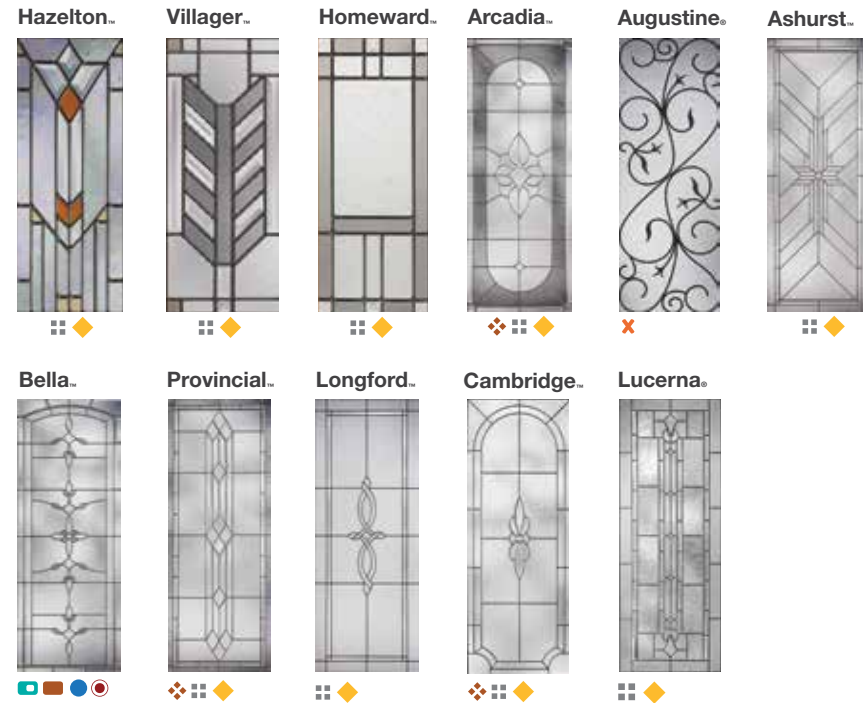 Hazelton™ Villager™ Homeward™ Arcadia™ Augustine® Ashurst™
Bella™ Provincial™ Longford™ Cambridge™ Lucerna®